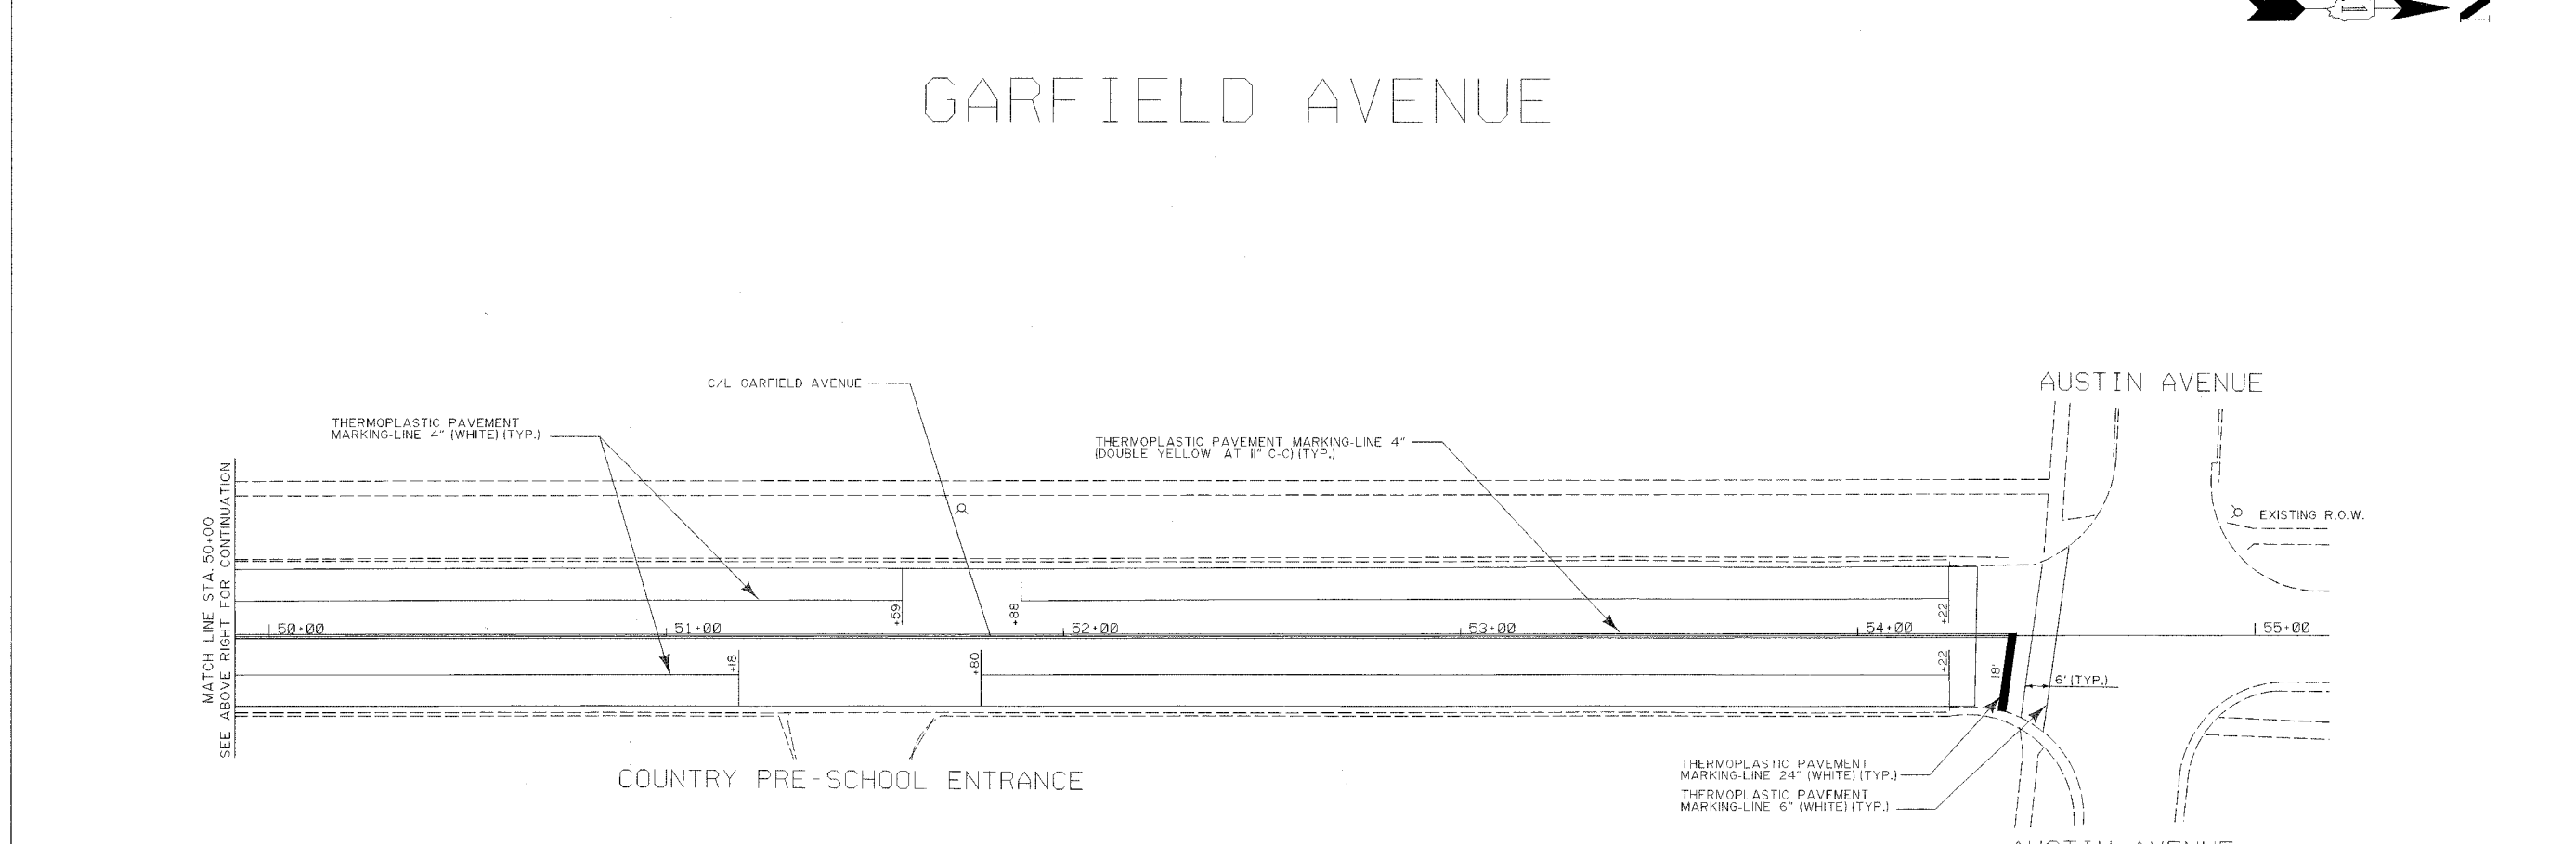 N
GARFIELD AVENUE
AUSTIN AVENUE
C/L GARFIELD AVENUE
THERMOPLASTIC PAVEMENT
MARKING-LINE 4" (WHITE) (TYP.)
THERMOPLASTIC PAVEMENT MARKING-LINE 4"
(DOUBLE YELLOW AT 11" C-C) (TYP.)
MATCH LINE STA. 50+00
SEE ABOVE RIGHT FOR CONTINUATION
EXISTING R.O.W.
+59
+88
+22
50+00
51+00
52+00
53+00
54+00
55+00
+18
+80
+22
18'
6' (TYP.)
COUNTRY PRE-SCHOOL ENTRANCE
THERMOPLASTIC PAVEMENT
MARKING-LINE 24" (WHITE) (TYP.)
THERMOPLASTIC PAVEMENT
MARKING-LINE 6" (WHITE) (TYP.)
AUSTIN AVENUE